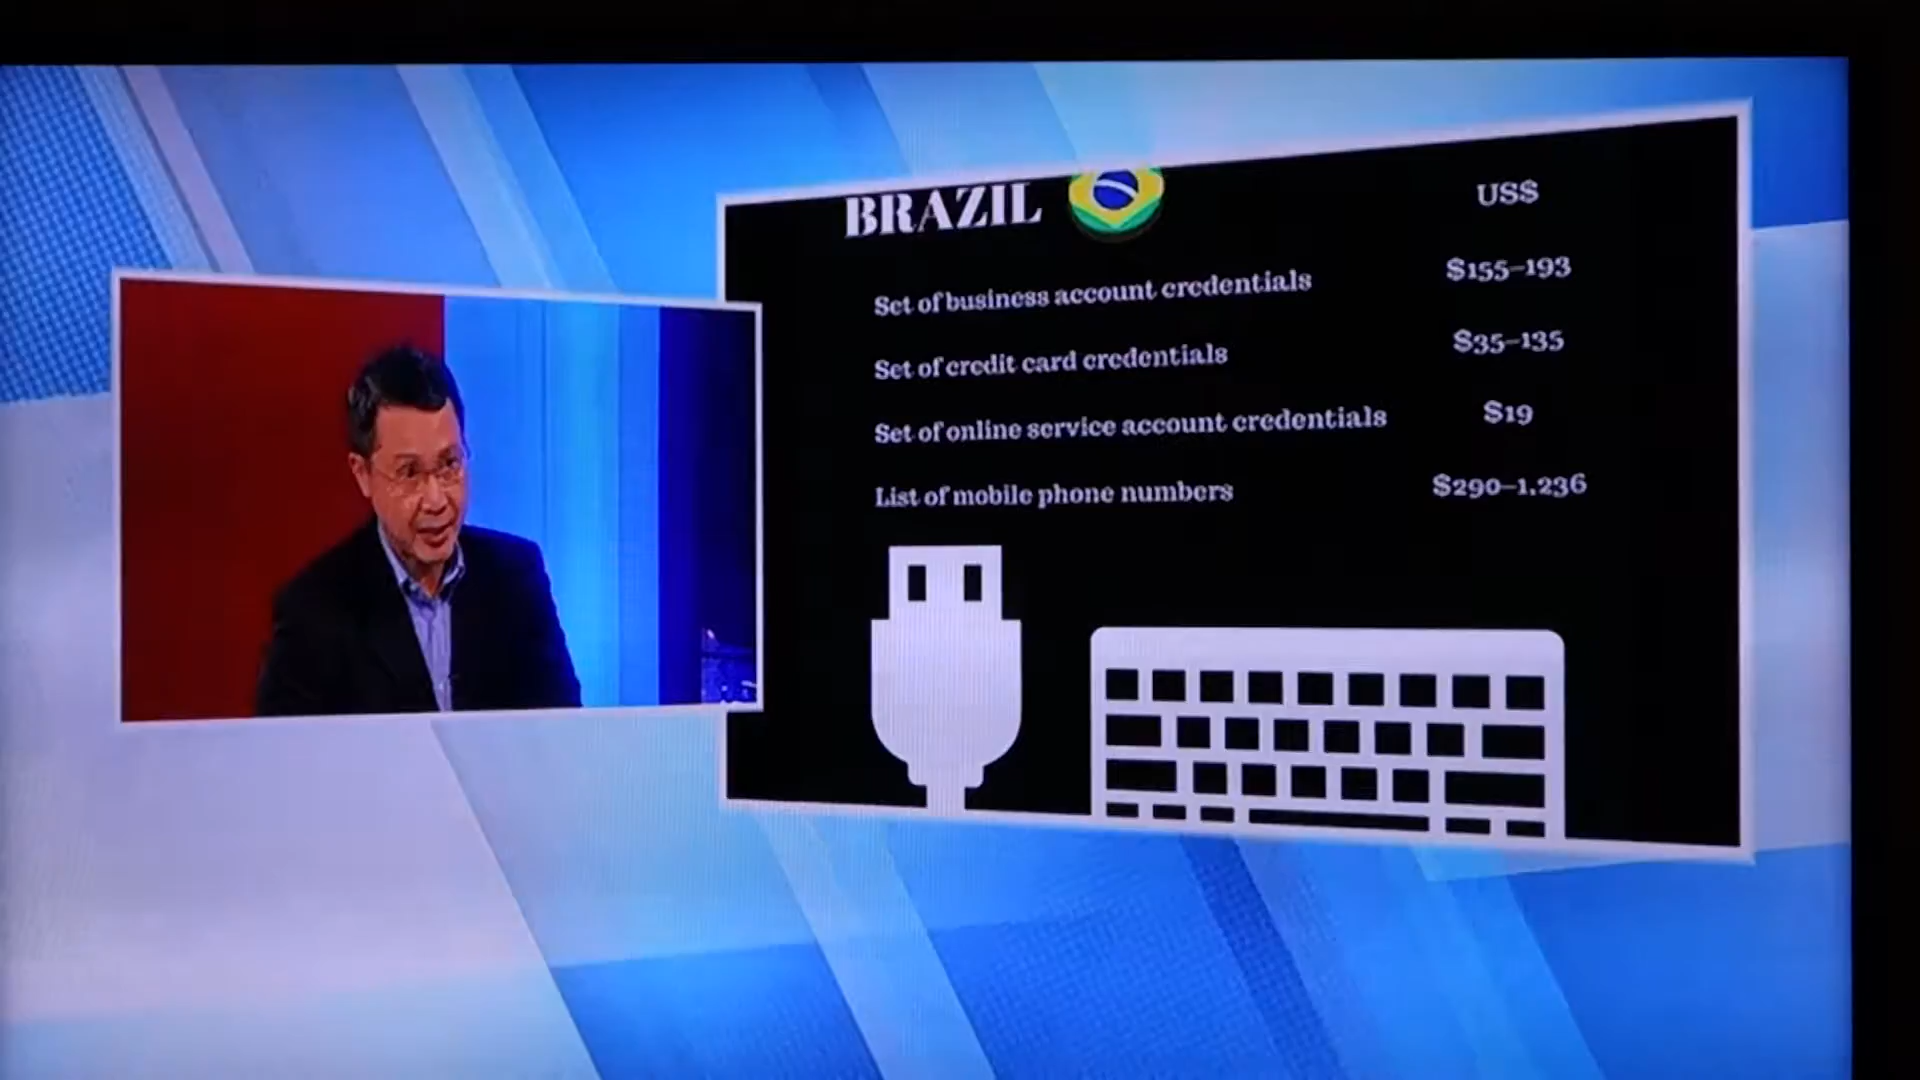 BRAZIL US$
Set of business account credentials $155–193
Set of credit card credentials $35–135
Set of online service account credentials $19
List of mobile phone numbers $290–1,236